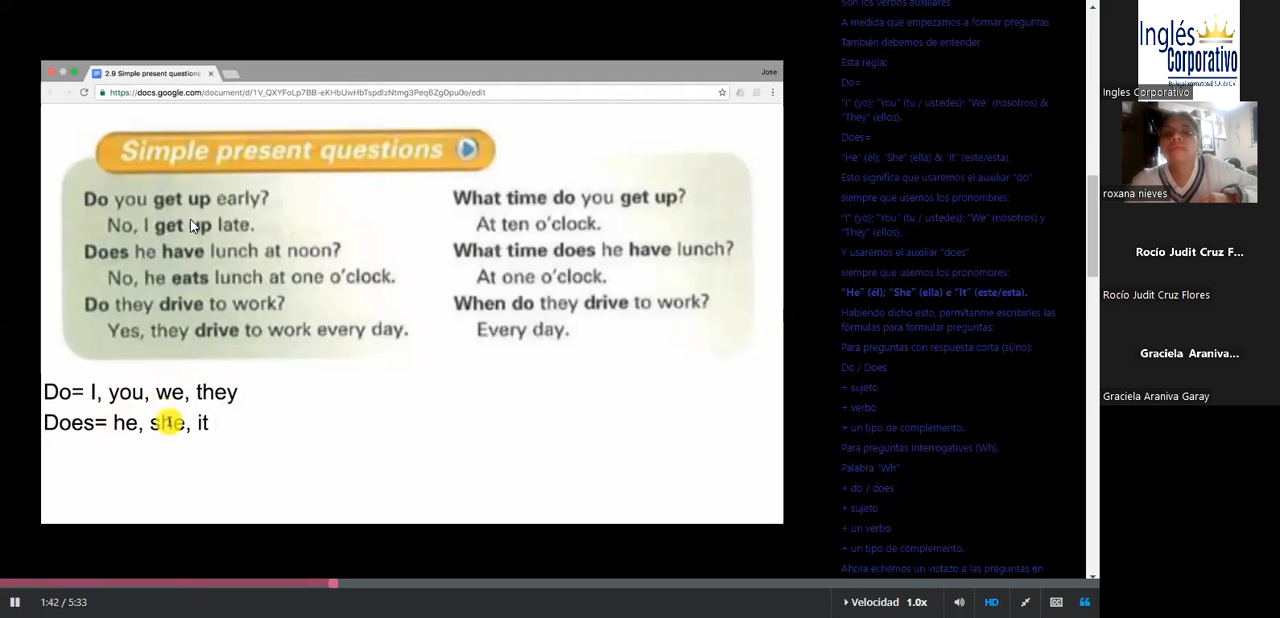 2.9 Simple present questions
Jose
https://docs.google.com/document/d/1V_QXYFoLp7BB-eKHbUwHbTspdlzNtmg3Peq6ZgDpu0o/edit
Simple present questions
Do you get up early?
No, I get up late.
Does he have lunch at noon?
No, he eats lunch at one o'clock.
Do they drive to work?
Yes, they drive to work every day.
What time do you get up?
At ten o'clock.
What time does he have lunch?
At one o'clock.
When do they drive to work?
Every day.
Do= I, you, we, they
Does= he, she, it
1:42 / 5:33
Velocidad 1.0x
HD
Son los verbos auxiliares
A medida que empezamos a formar preguntas
También debemos de entender
Esta regla:
Do=
"I" (yo); "You" (tu / ustedes); "We" (nosotros) &
"They" (ellos).
Does=
"He" (él); "She" (ella) & "It" (este/esta).
Esto significa que usaremos el auxiliar "do"
siempre que usemos los pronombres:
"I" (yo); "You" (tu / ustedes); "We" (nosotros) y
"They" (ellos).
Y usaremos el auxiliar "does"
siempre que usemos los pronombres:
"He" (él); "She" (ella) e "It" (este/esta).
Habiendo dicho esto, permítanme escribirles las
fórmulas para formular preguntas:
Para preguntas con respuesta corta (sí/no):
Do / Does
+ sujeto
+ verbo
+ un tipo de complemento.
Para preguntas interrogativas (Wh).
Palabra "Wh"
+ do / does
+ sujeto
+ un verbo
+ un tipo de complemento.
Ahora echémos un vistazo a las preguntas en
Inglés
Corporativo
Ingles Corporativo
roxana nieves
Rocío Judit Cruz F...
Rocío Judit Cruz Flores
Graciela Araniva...
Graciela Araniva Garay